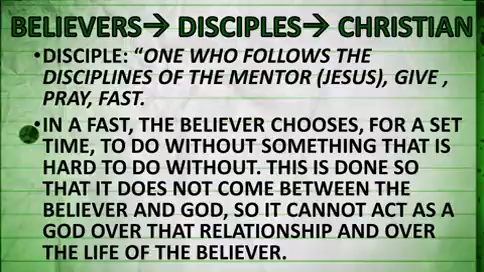 BELIEVERS→ DISCIPLES→ CHRISTIAN
•DISCIPLE: “ONE WHO FOLLOWS THE
DISCIPLINES OF THE MENTOR (JESUS), GIVE ,
PRAY, FAST.
•IN A FAST, THE BELIEVER CHOOSES, FOR A SET
TIME, TO DO WITHOUT SOMETHING THAT IS
HARD TO DO WITHOUT. THIS IS DONE SO
THAT IT DOES NOT COME BETWEEN THE
BELIEVER AND GOD, SO IT CANNOT ACT AS A
GOD OVER THAT RELATIONSHIP AND OVER
THE LIFE OF THE BELIEVER.